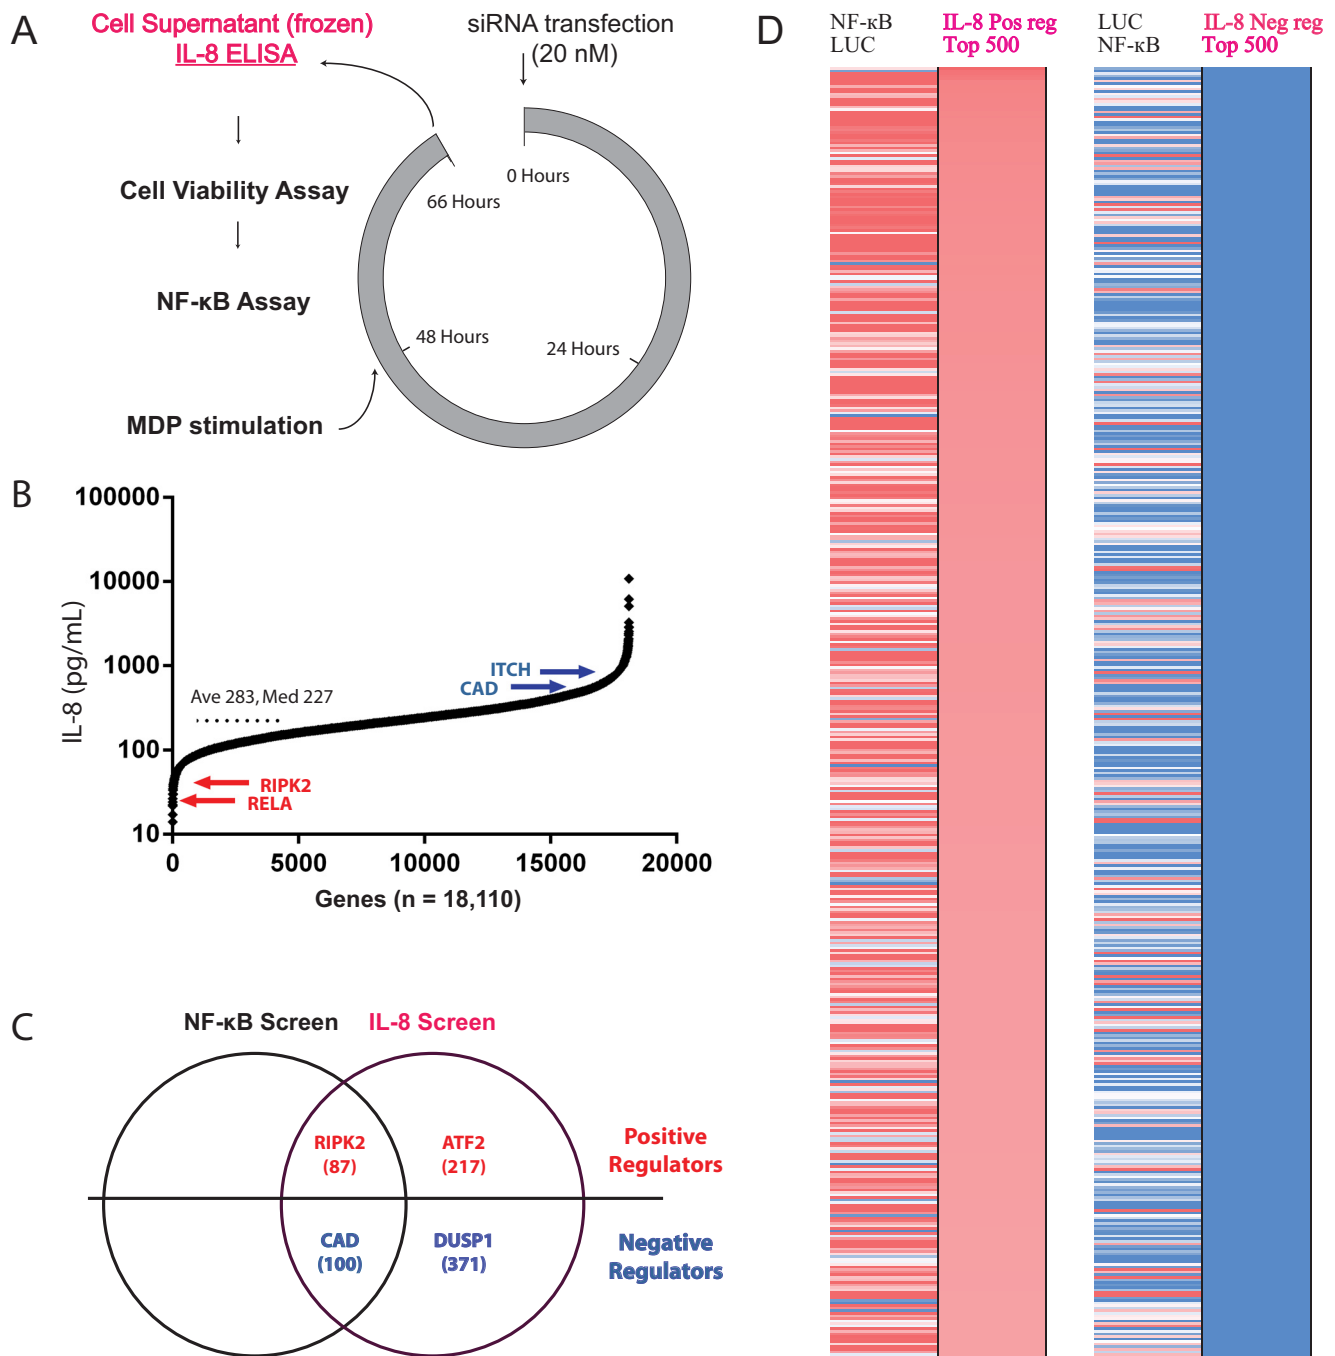 A
Cell Supernatant (frozen)
IL-8 ELISA
siRNA transfection
(20 nM)
Cell Viability Assay
NF-κB Assay
MDP stimulation
0 Hours
66 Hours
48 Hours
24 Hours
B
100000
10000
1000
100
10
IL-8 (pg/mL)
ITCH
CAD
Ave 283, Med 227
RIPK2
RELA
0
5000
10000
15000
20000
Genes (n = 18,110)
C
NF-κB Screen
IL-8 Screen
RIPK2
(87)
ATF2
(217)
Positive
Regulators
CAD
(100)
DUSP1
(371)
Negative
Regulators
D
NF-κB
LUC
IL-8 Pos reg
Top 500
LUC
NF-κB
IL-8 Neg reg
Top 500